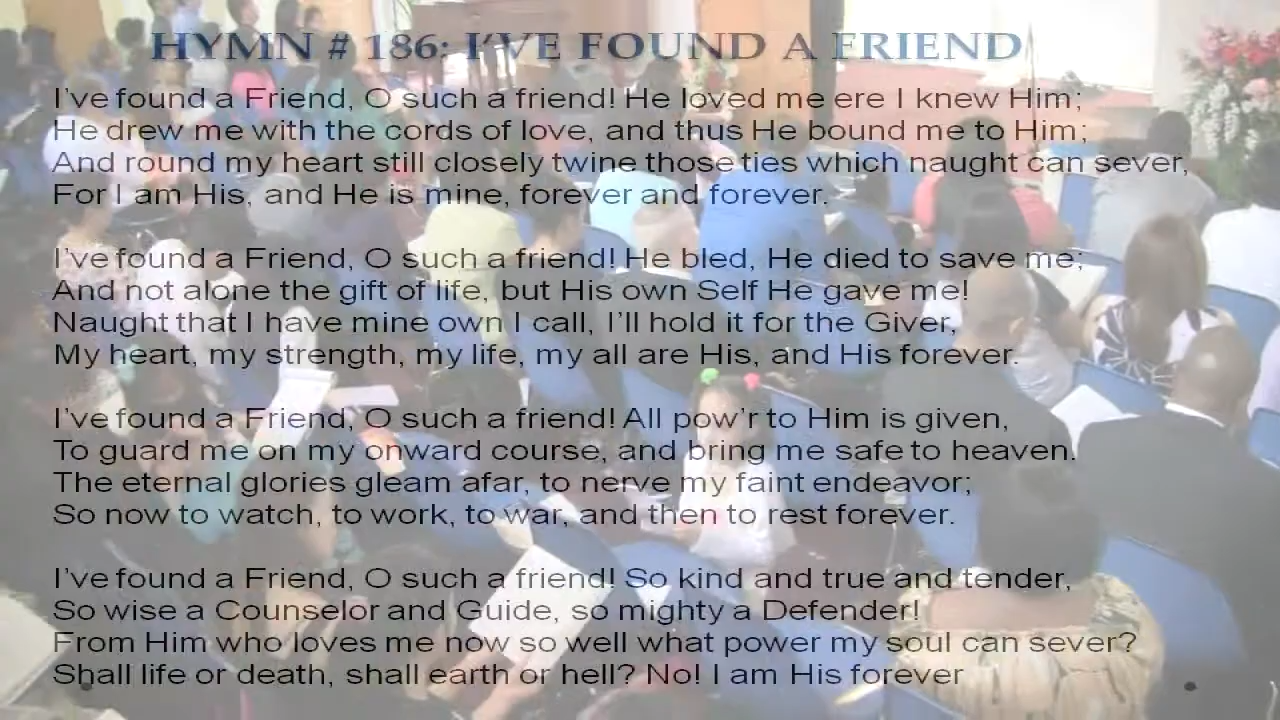 HYMN # 186: I'VE FOUND A FRIEND
I've found a Friend, O such a friend! He loved me ere I knew Him;
He drew me with the cords of love, and thus He bound me to Him;
And round my heart still closely twine those ties which naught can sever,
For I am His, and He is mine, forever and forever.
I've found a Friend, O such a friend! He bled, He died to save me;
And not alone the gift of life, but His own Self He gave me!
Naught that I have mine own I call, I'll hold it for the Giver,
My heart, my strength, my life, my all are His, and His forever.
I've found a Friend, O such a friend! All pow'r to Him is given,
To guard me on my onward course, and bring me safe to heaven.
The eternal glories gleam afar, to nerve my faint endeavor;
So now to watch, to work, to war, and then to rest forever.
I've found a Friend, O such a friend! So kind and true and tender,
So wise a Counselor and Guide, so mighty a Defender!
From Him who loves me now so well what power my soul can sever?
Shall life or death, shall earth or hell? No! I am His forever